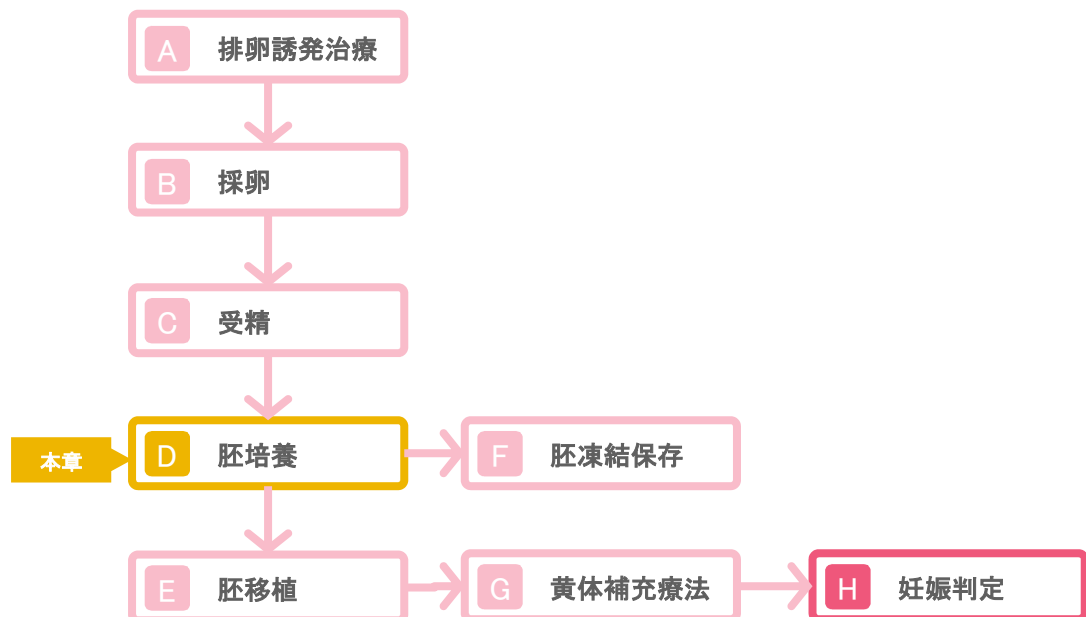 A 排卵誘発治療
B 採卵
C 受精
本章
D 胚培養
F 胚凍結保存
E 胚移植
G 黄体補充療法
H 妊娠判定